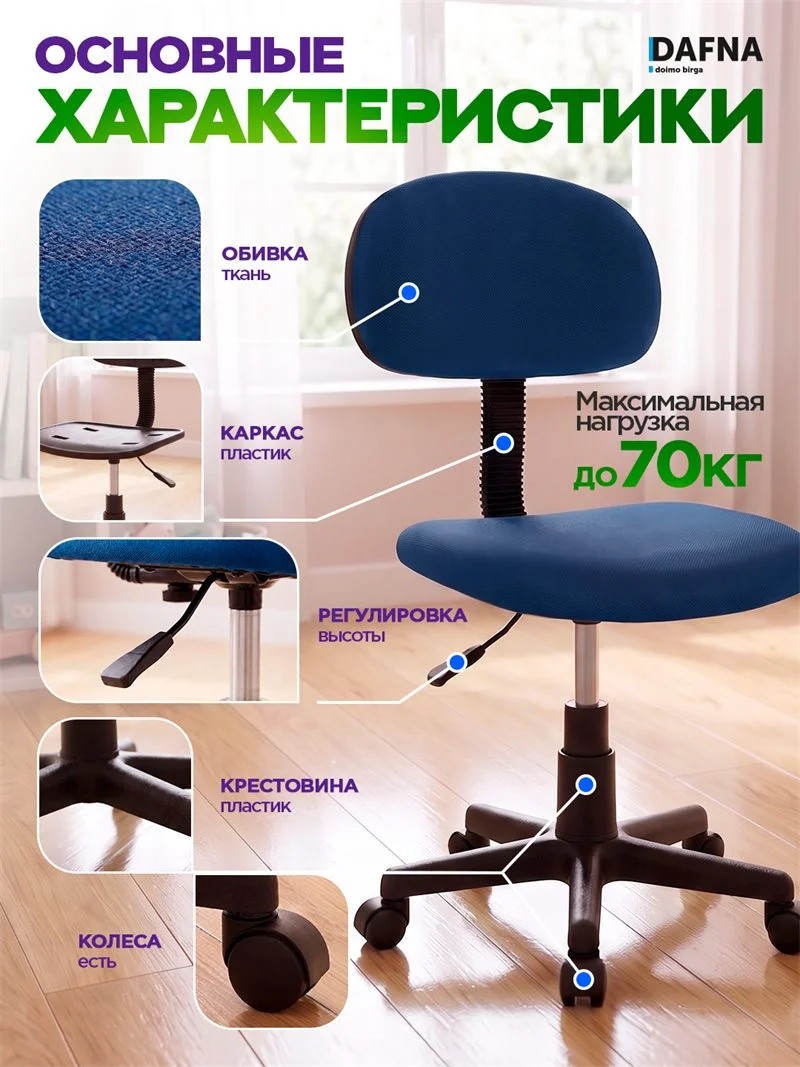 ОСНОВНЫЕ
DAFNA
doimo birga
ХАРАКТЕРИСТИКИ
ОБИВКА
ткань
Максимальная
нагрузка
до 70кг
КАРКАС
пластик
РЕГУЛИРОВКА
высоты
КРЕСТОВИНА
пластик
КОЛЕСА
есть